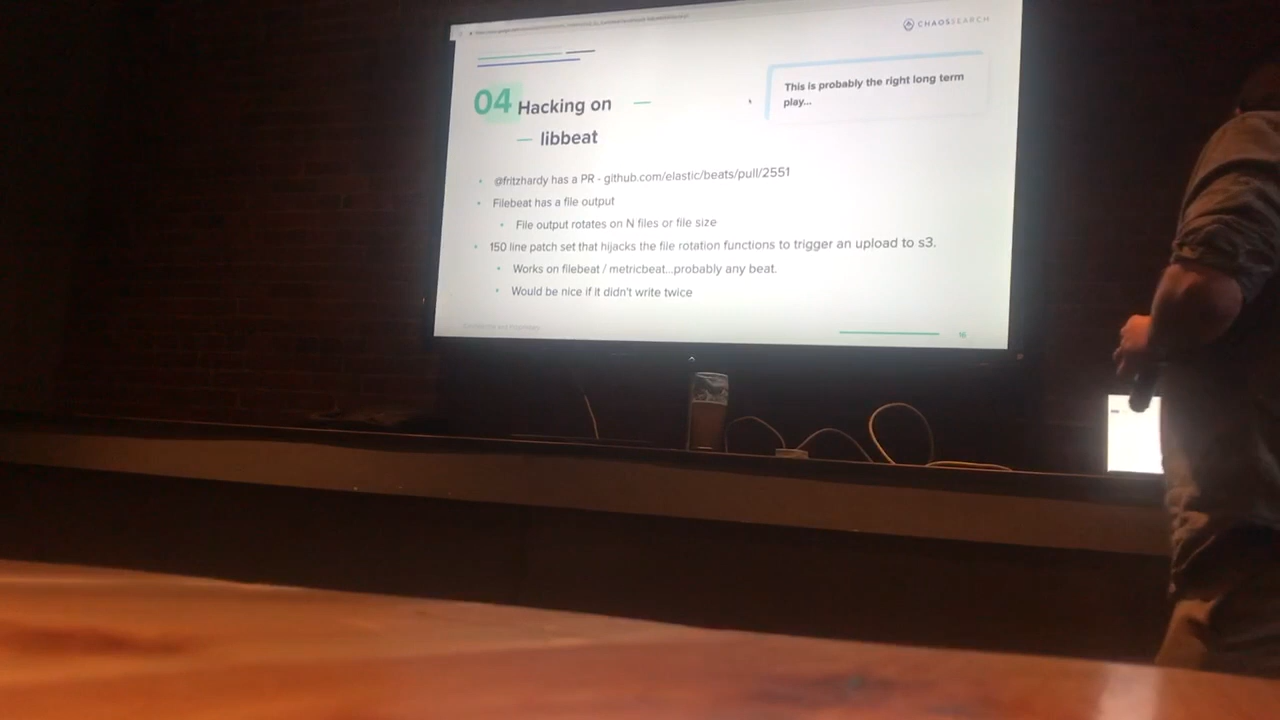 CHAOSSEARCH
This is probably the right long term
play...
04 Hacking on
libbeat
@fritzhardy has a PR - github.com/elastic/beats/pull/2551
Filebeat has a file output
File output rotates on N files or file size
150 line patch set that hijacks the file rotation functions to trigger an upload to s3.
Works on filebeat / metricbeat...probably any beat.
Would be nice if it didn't write twice